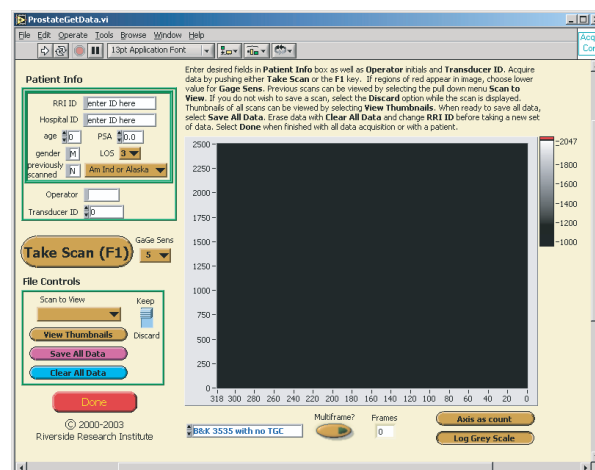 ProstateGetData.vi
File Edit Operate Tools Browse Window Help
13pt Application Font
Acq
Co
Patient Info
RRI ID enter ID here
Hospital ID enter ID here
age 0 PSA 0.0
gender M LOS 3
previously
scanned N Am Ind or Alaska
Operator
Transducer ID 0
Enter desired fields in Patient Info box as well as Operator initials and Transducer ID. Acquire
data by pushing either Take Scan or the F1 key. If regions of red appear in image, choose lower
value for Gage Sens. Previous scans can be viewed by selecting the pull down menu Scan to
View. If you do not wish to save a scan, select the Discard option while the scan is displayed.
Thumbnails of all scans can be viewed by selecting View Thumbnails. When ready to save all data,
select Save All Data. Erase data with Clear All Data and change RRI ID before taking a new set
of data. Select Done when finished with all data acquisition or with a patient.
Take Scan (F1)
GaGe Sens
5
File Controls
Scan to View
Keep
View Thumbnails Discard
Save All Data
Clear All Data
Done
© 2000-2003
Riverside Research Institute
2500
2250
2000
1750
1500
1250
1000
750
500
250
0
318 300 280 260 240 220 200 180 160 140 120 100 80 60 40 20 0
2047
1800
1600
1400
1200
1000
B&K 3535 with no TGC
Multiframe?
Frames
0
Axis as count
Log Grey Scale